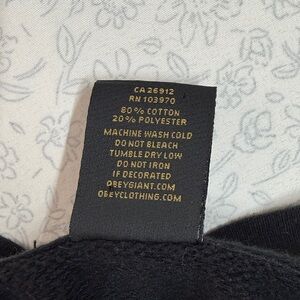 CA 26912
RN 103970
80% COTTON
20% POLYESTER
MACHINE WASH COLD
DO NOT BLEACH
TUMBLE DRY LOW
DO NOT IRON
IF DECORATED
OBEYGIANT.COM
OBEYCLOTHING.COM